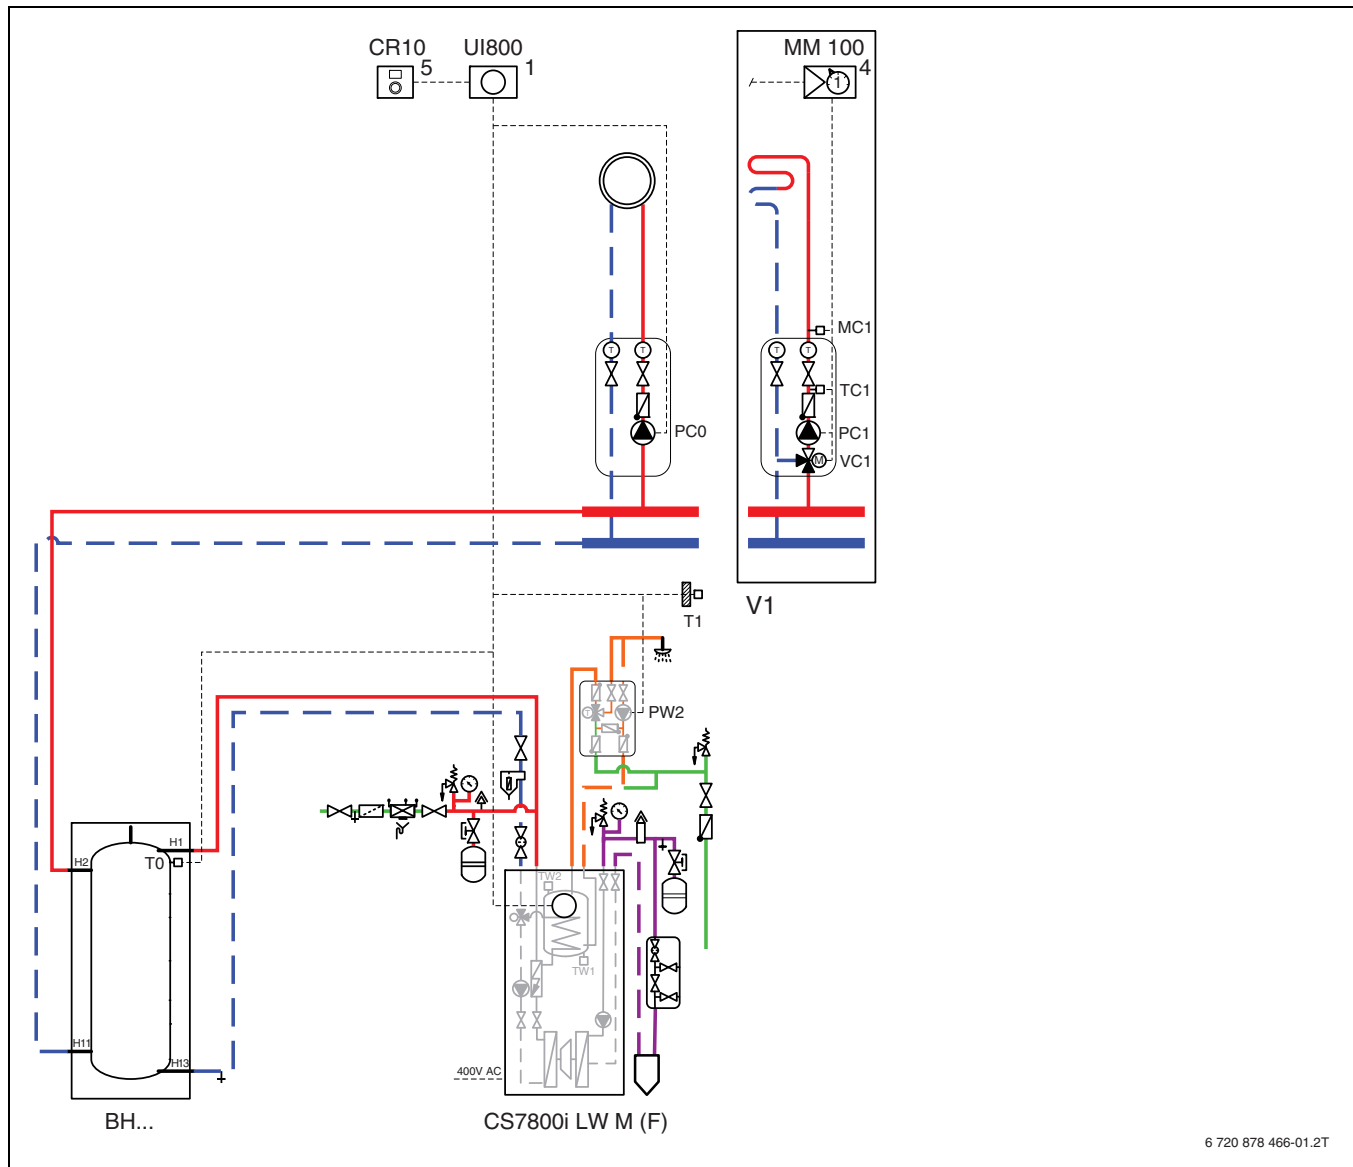 CR10
5
UI800
1
MM 100
4
1
MC1
T
T
T
T
TC1
PC0
PC1
M
VC1
T1
V1
PW2
T
H1
T0
H2
TW2
TW1
H11
H13
400V AC
BH...
CS7800i LW M (F)
6 720 878 466-01.2T